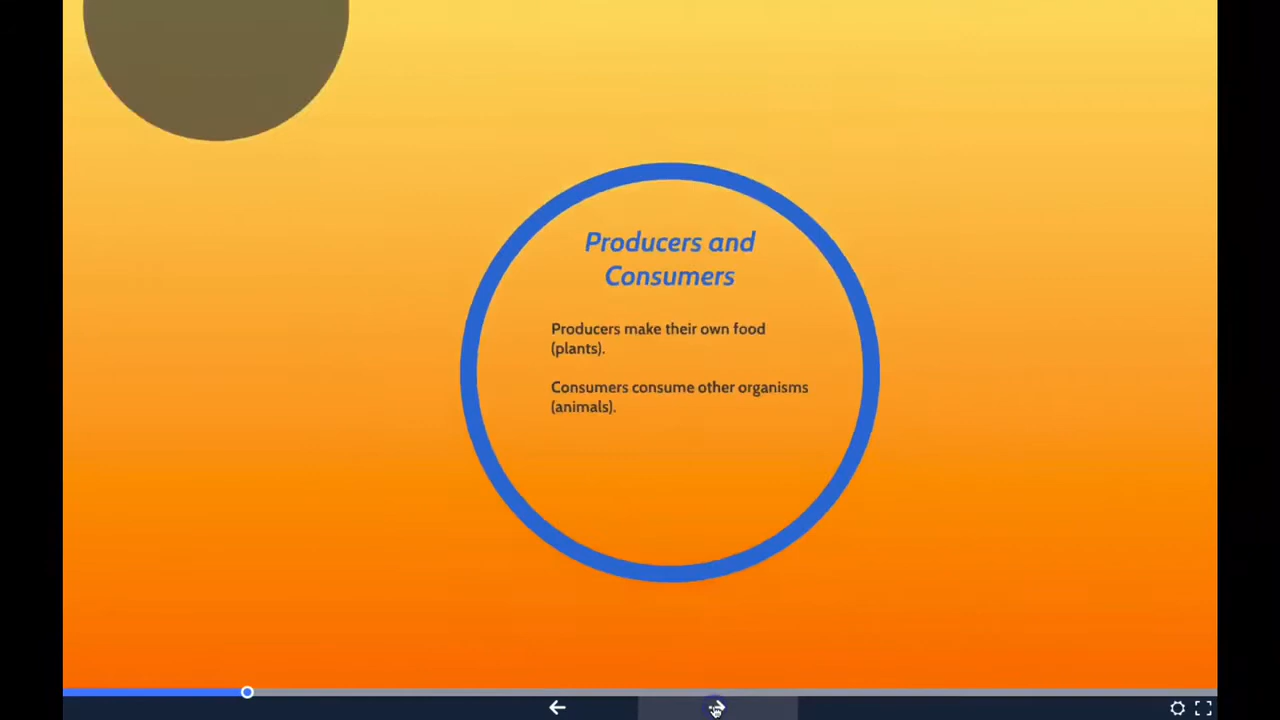 Producers and
Consumers
Producers make their own food
(plants).
Consumers consume other organisms
(animals).